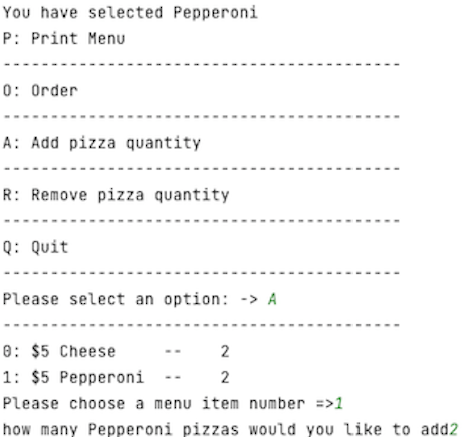 You have selected Pepperoni
P: Print Menu
-----------------------------------------
O: Order
-----------------------------------------
A: Add pizza quantity
-----------------------------------------
R: Remove pizza quantity
-----------------------------------------
Q: Quit
-----------------------------------------
Please select an option: -> A
-----------------------------------------
0: $5 Cheese     --    2
1: $5 Pepperoni  --    2
Please choose a menu item number =>1
how many Pepperoni pizzas would you like to add2